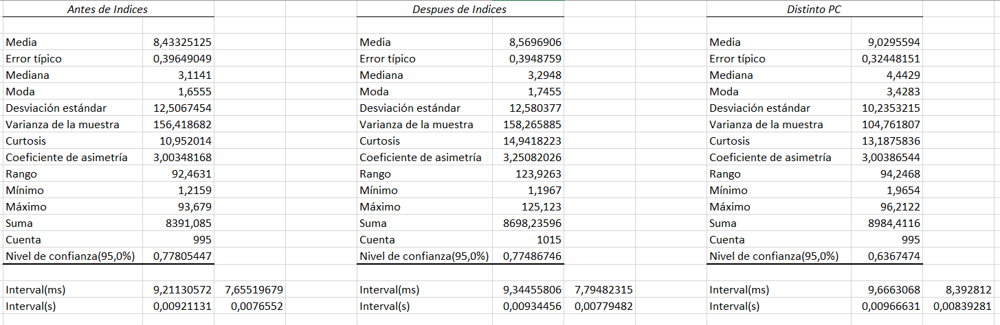 Antes de Indices Despues de Indices Distinto PC
Media 8,43325125 Media 8,5696906 Media 9,0295594
Error típico 0,39649049 Error típico 0,3948759 Error típico 0,32448151
Mediana 3,1141 Mediana 3,2948 Mediana 4,4429
Moda 1,6555 Moda 1,7455 Moda 3,4283
Desviación estándar 12,5067454 Desviación estándar 12,580377 Desviación estándar 10,2353215
Varianza de la muestra 156,418682 Varianza de la muestra 158,265885 Varianza de la muestra 104,761807
Curtosis 10,952014 Curtosis 14,9418223 Curtosis 13,1875836
Coeficiente de asimetría 3,00348168 Coeficiente de asimetría 3,25082026 Coeficiente de asimetría 3,00386544
Rango 92,4631 Rango 123,9263 Rango 94,2468
Mínimo 1,2159 Mínimo 1,1967 Mínimo 1,9654
Máximo 93,679 Máximo 125,123 Máximo 96,2122
Suma 8391,085 Suma 8698,23596 Suma 8984,4116
Cuenta 995 Cuenta 1015 Cuenta 995
Nivel de confianza(95,0%) 0,77805447 Nivel de confianza(95,0%) 0,77486746 Nivel de confianza(95,0%) 0,6367474
Interval(ms) 9,21130572 7,65519679 Interval(ms) 9,34455806 7,79482315 Interval(ms) 9,6663068 8,392812
Interval(s) 0,00921131 0,0076552 Interval(s) 0,00934456 0,00779482 Interval(s) 0,00966631 0,00839281